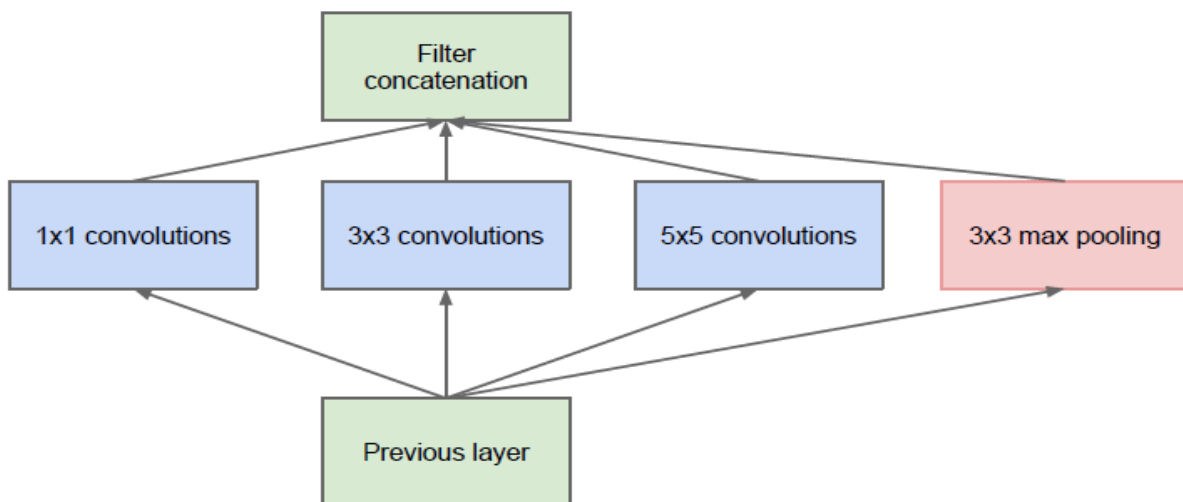 Filter
concatenation
1x1 convolutions
3x3 convolutions
5x5 convolutions
3x3 max pooling
Previous layer